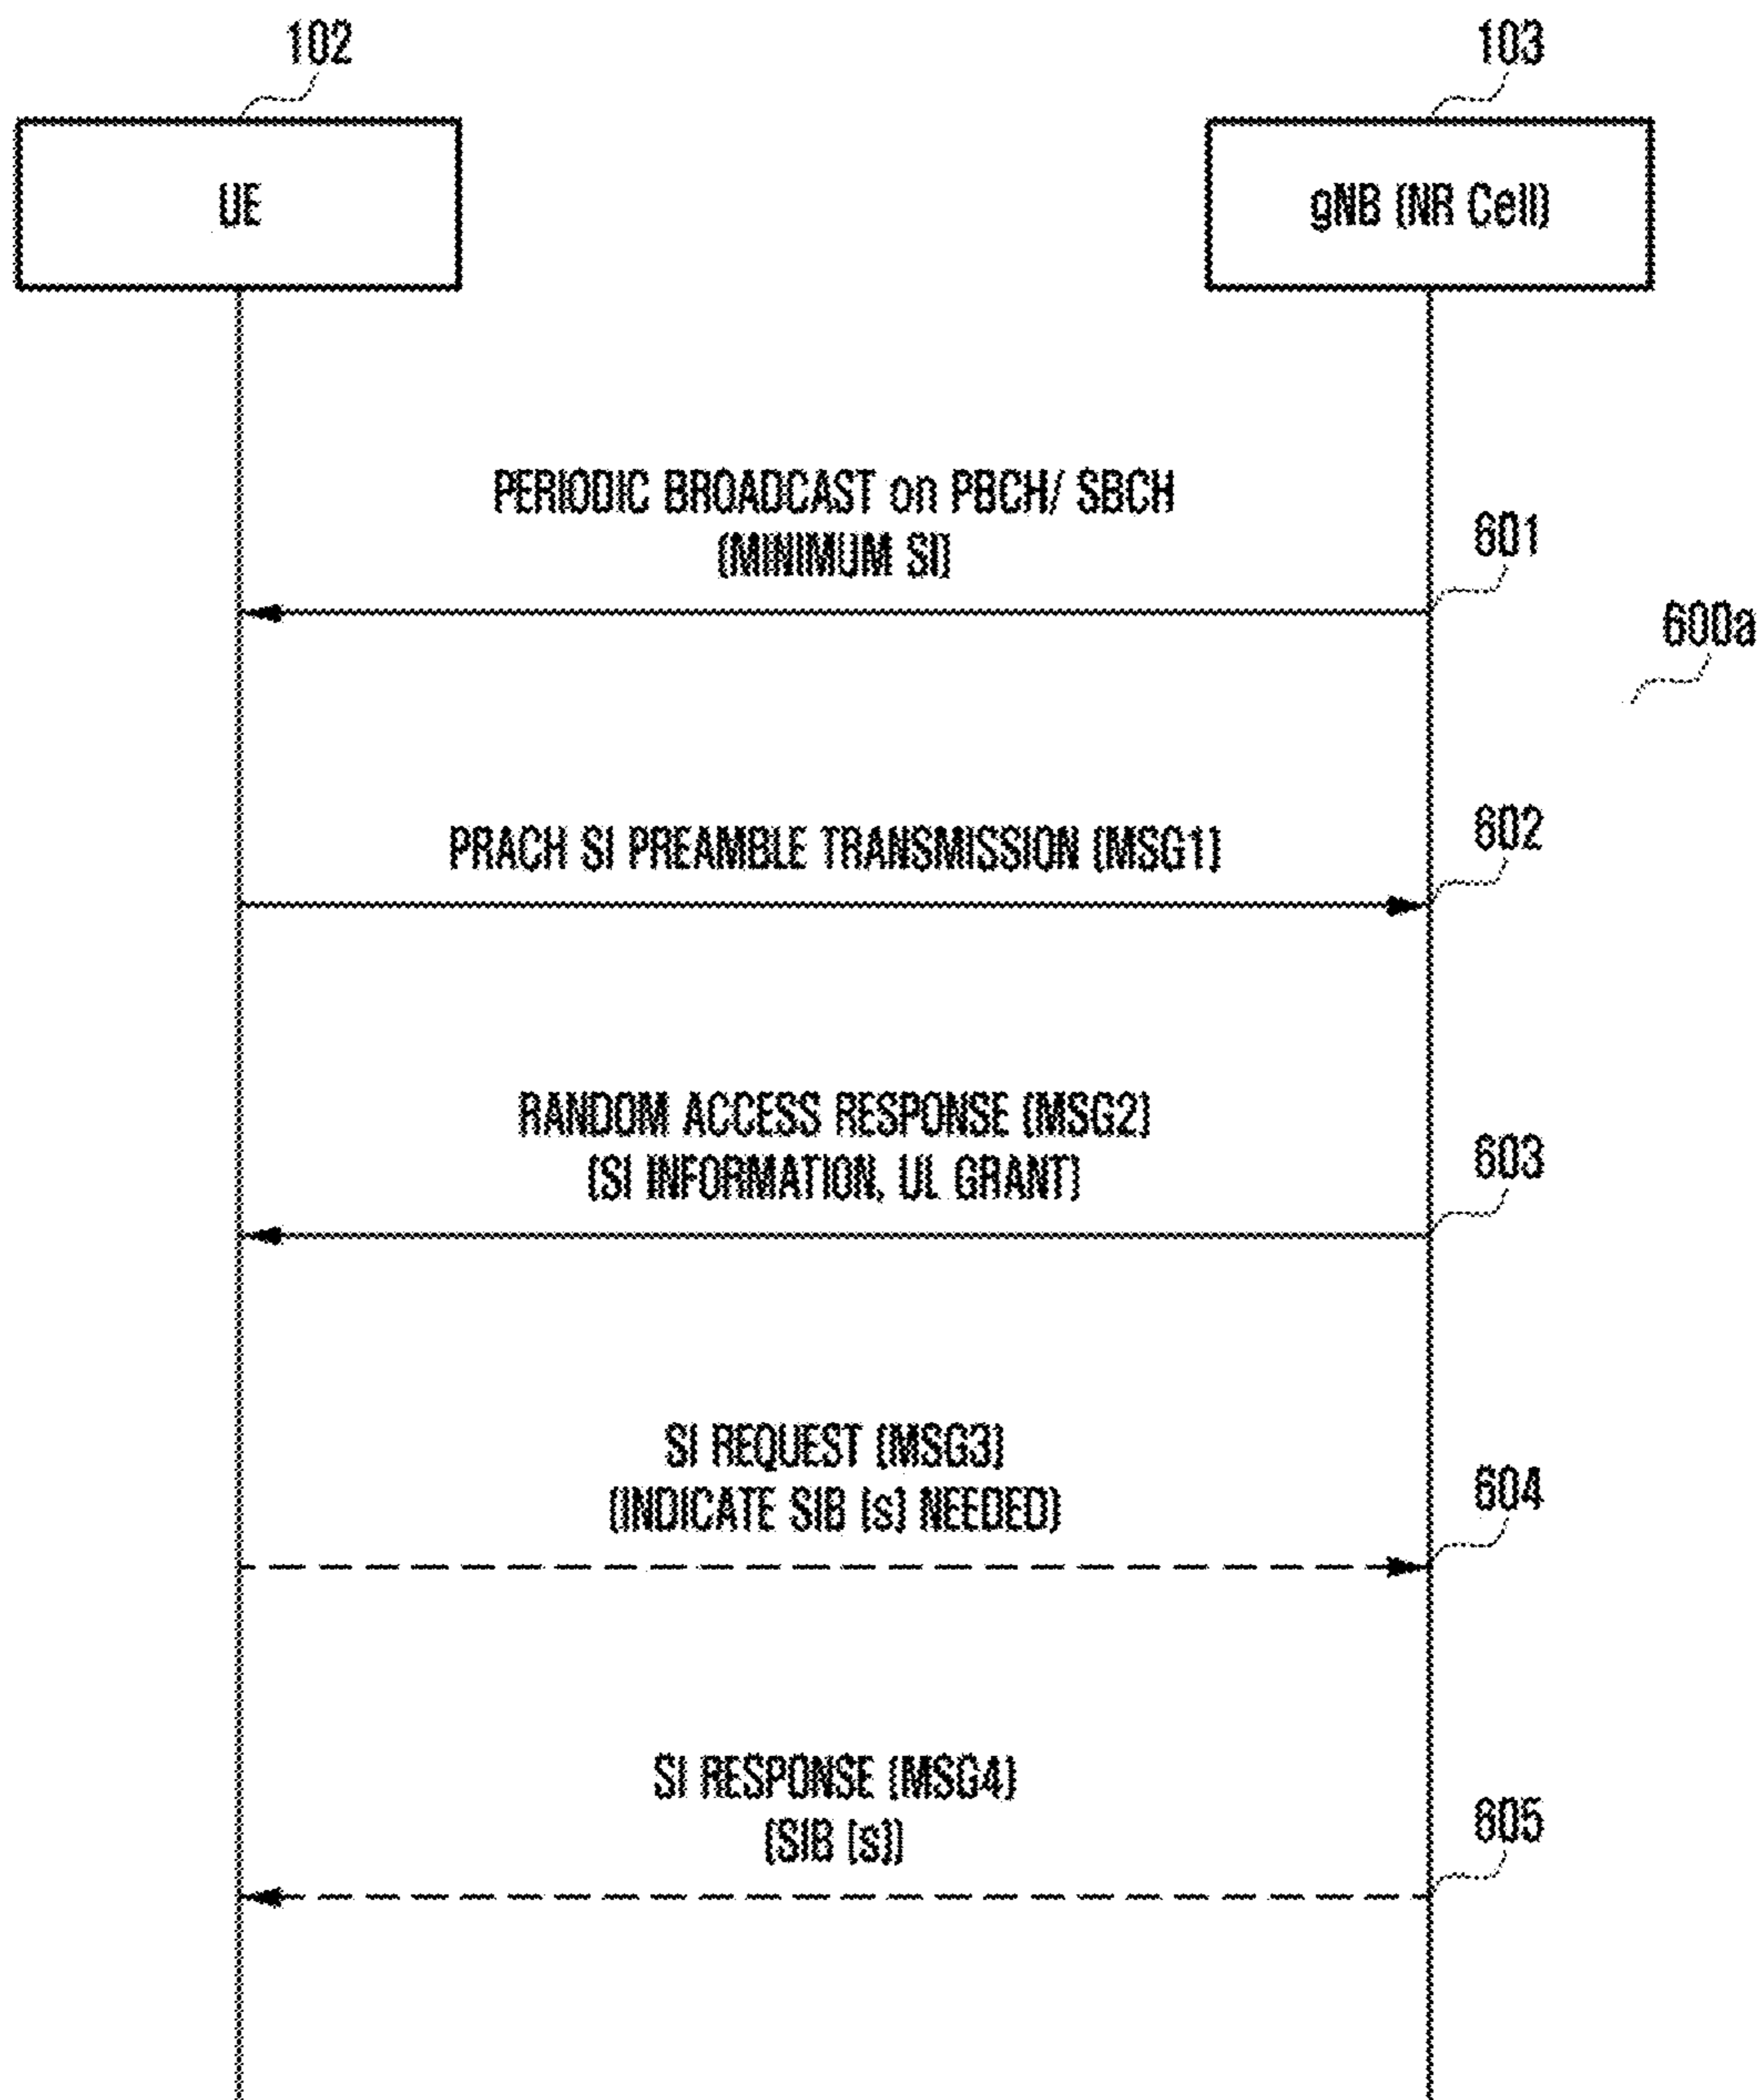 102
103
UE
gNB (NR Cell)
PERIODIC BROADCAST on PBCH/ SBCH
(MINIMUM SI)
601
600a
PRACH SI PREAMBLE TRANSMISSION (MSG1)
602
RANDOM ACCESS RESPONSE (MSG2)
(SI INFORMATION, UL GRANT)
603
SI REQUEST (MSG3)
(INDICATE SIB (s) NEEDED)
604
SI RESPONSE (MSG4)
(SIB (s))
605